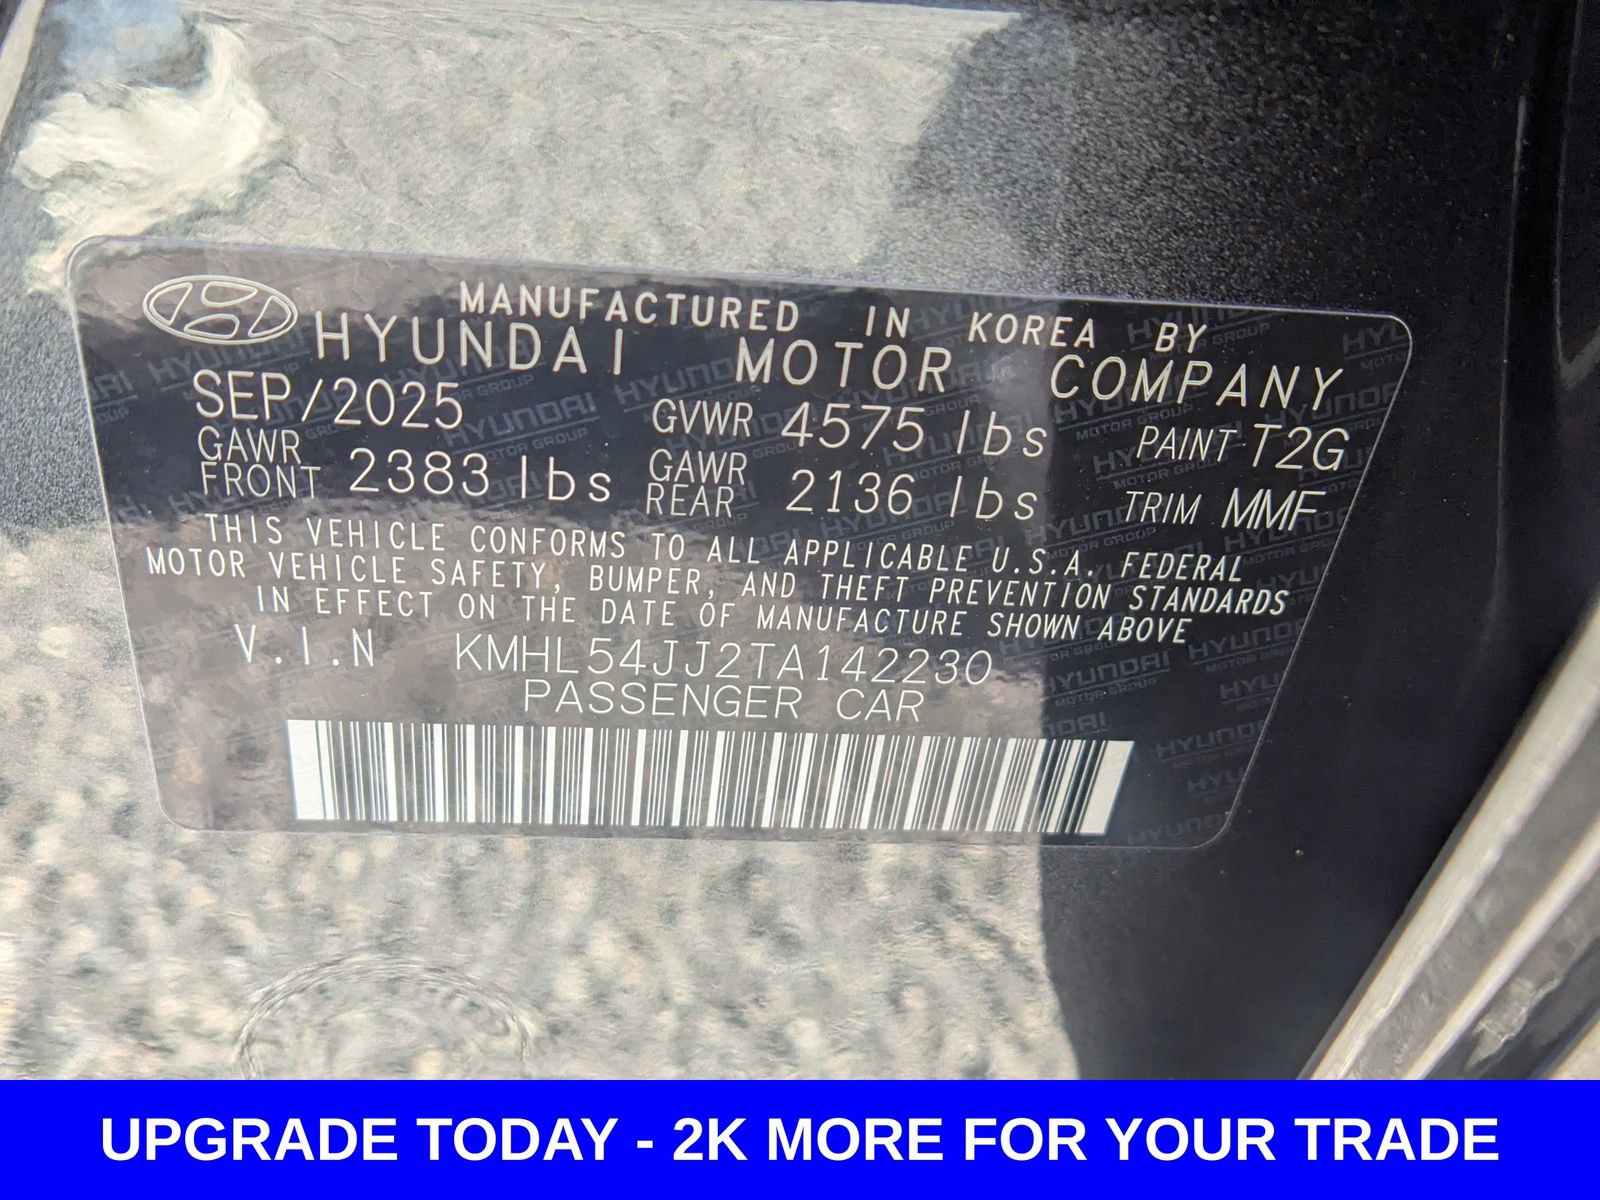 MANUFACTURED IN KOREA BY
HYUNDAI MOTOR COMPANY
SEP/2025 GVWR 4575 lbs PAINT T2G
GAWR FRONT 2383 lbs GAWR REAR 2136 lbs TRIM MMF
THIS VEHICLE CONFORMS TO ALL APPLICABLE U.S.A. FEDERAL
MOTOR VEHICLE SAFETY, BUMPER, AND THEFT PREVENTION STANDARDS
IN EFFECT ON THE DATE OF MANUFACTURE SHOWN ABOVE
V.I.N KMHL54JJ2TA142230
PASSENGER CAR
UPGRADE TODAY - 2K MORE FOR YOUR TRADE